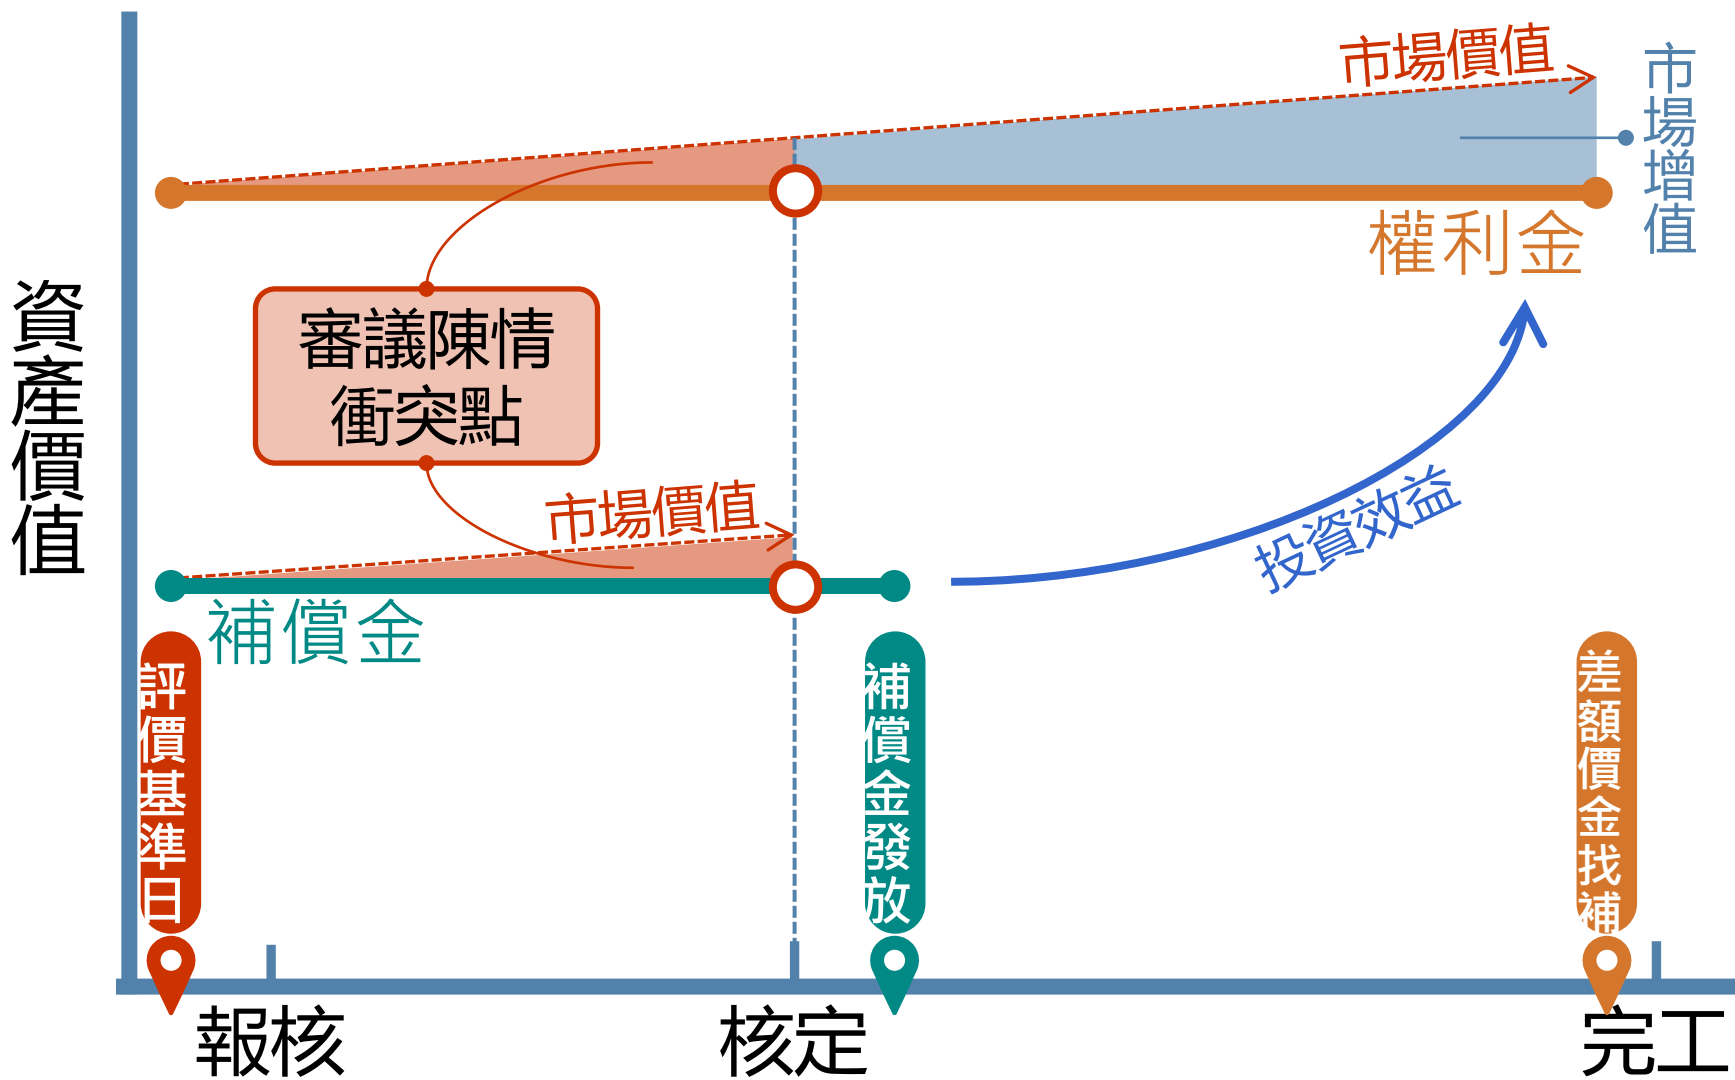 市場價值
市場增值
權利金
資產價值
審議陳情
衝突點
市場價值
投資效益
補償金
評價基準日
補償金發放
差額價金找補
報核
核定
完工